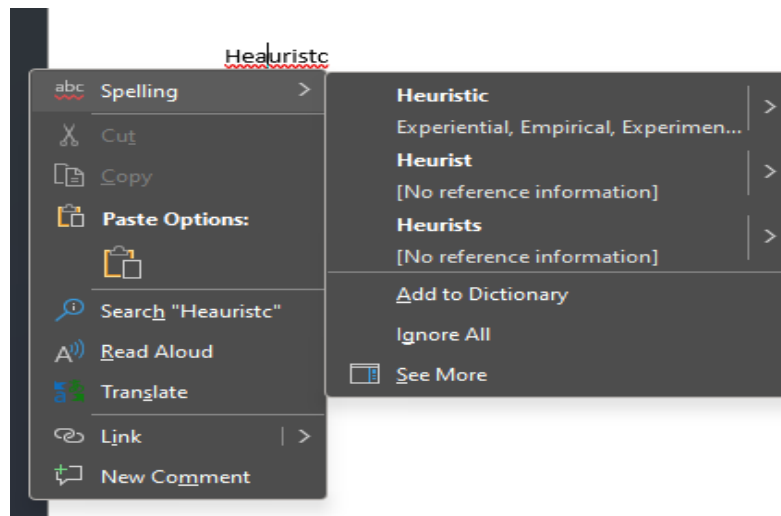 Heauristc
abc Spelling >
Cut
Copy
Paste Options:
Search "Heauristc"
A Read Aloud
Translate
Link >
New Comment
Heuristic >
Experiential, Empirical, Experimen...
Heurist >
[No reference information]
Heurists >
[No reference information]
Add to Dictionary
Ignore All
See More